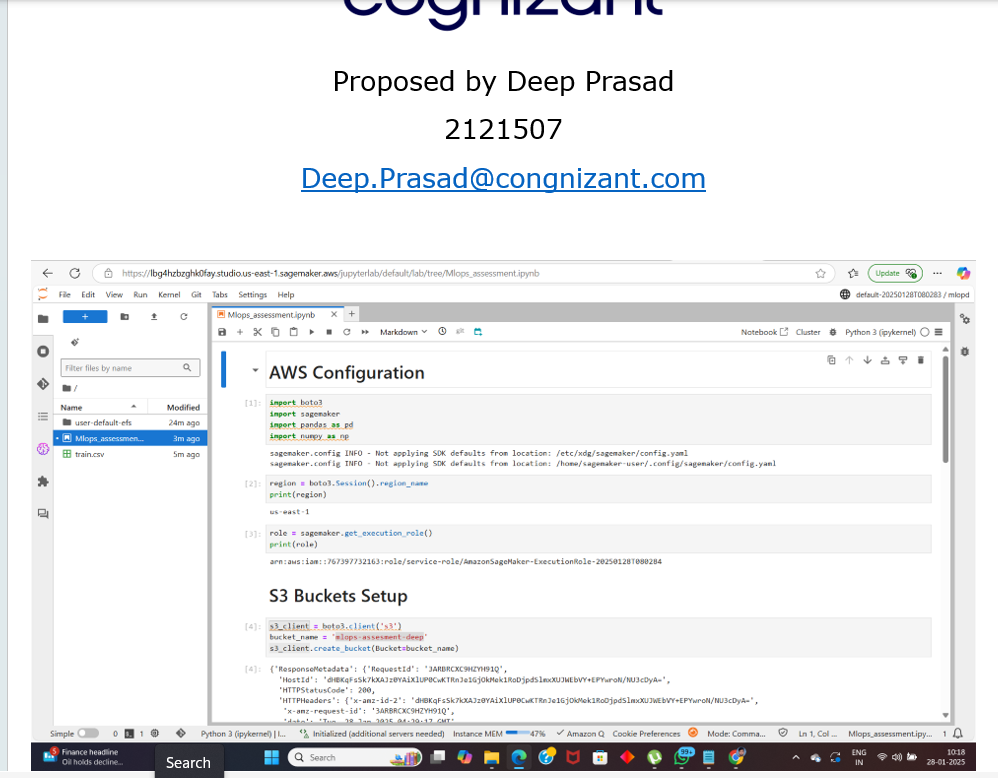 cognizant
Proposed by Deep Prasad
2121507
Deep.Prasad@congnizant.com
https://lbg4hzbzghk0fay.studio.us-east-1.sagemaker.aws/jupyterlab/default/lab/tree/Mlops_assessment.ipynb
Update
File Edit View Run Kernel Git Tabs Settings Help
default-20250128T080283 / mlopd
Mlops_assessment.ipynb
Markdown
Notebook Cluster Python 3 (ipykernel)
Filter files by name
/
Name Modified
user-default-efs 24m ago
Mlops_assessmen... 3m ago
train.csv 5m ago
AWS Configuration
[1]: import boto3
import sagemaker
import pandas as pd
import numpy as np
sagemaker.config INFO - Not applying SDK defaults from location: /etc/xdg/sagemaker/config.yaml
sagemaker.config INFO - Not applying SDK defaults from location: /home/sagemaker-user/.config/sagemaker/config.yaml
[2]: region = boto3.Session().region_name
print(region)
us-east-1
[3]: role = sagemaker.get_execution_role()
print(role)
arn:aws:iam::767397732163:role/service-role/AmazonSageMaker-ExecutionRole-20250128T080284
S3 Buckets Setup
[4]: s3_client = boto3.client('s3')
bucket_name = 'mlops-assesment-deep'
s3_client.create_bucket(Bucket=bucket_name)
[4]: {'ResponseMetadata': {'RequestId': '3ARBRCXC9HZYH91Q',
'HostId': 'dHBKqFsSk7kXAJz0YAiXlUP0CwKTRnJe1GjOkMek1RoDjpdSlmxXUJWEbVY+EPYwroN/NU3cDyA=',
'HTTPStatusCode': 200,
'HTTPHeaders': {'x-amz-id-2': 'dHBKqFsSk7kXAJz0YAiXlUP0CwKTRnJe1GjOkMek1RoDjpdSlmxXUJWEbVY+EPYwroN/NU3cDyA=',
'x-amz-request-id': '3ARBRCXC9HZYH91Q',
'date': 'Tue, 28 Jan 2025 04:29:17 GMT',
Simple 0 1 Python 3 (ipykernel) | I... Initialized (additional servers needed) Instance MEM 47% Amazon Q Cookie Preferences Mode: Comma... Ln 1, Col ... Mlops_assessment.ipy... 1
Finance headline
Oil holds decline...
5
Search
Search
99+
ENG
IN
10:18
28-01-2025